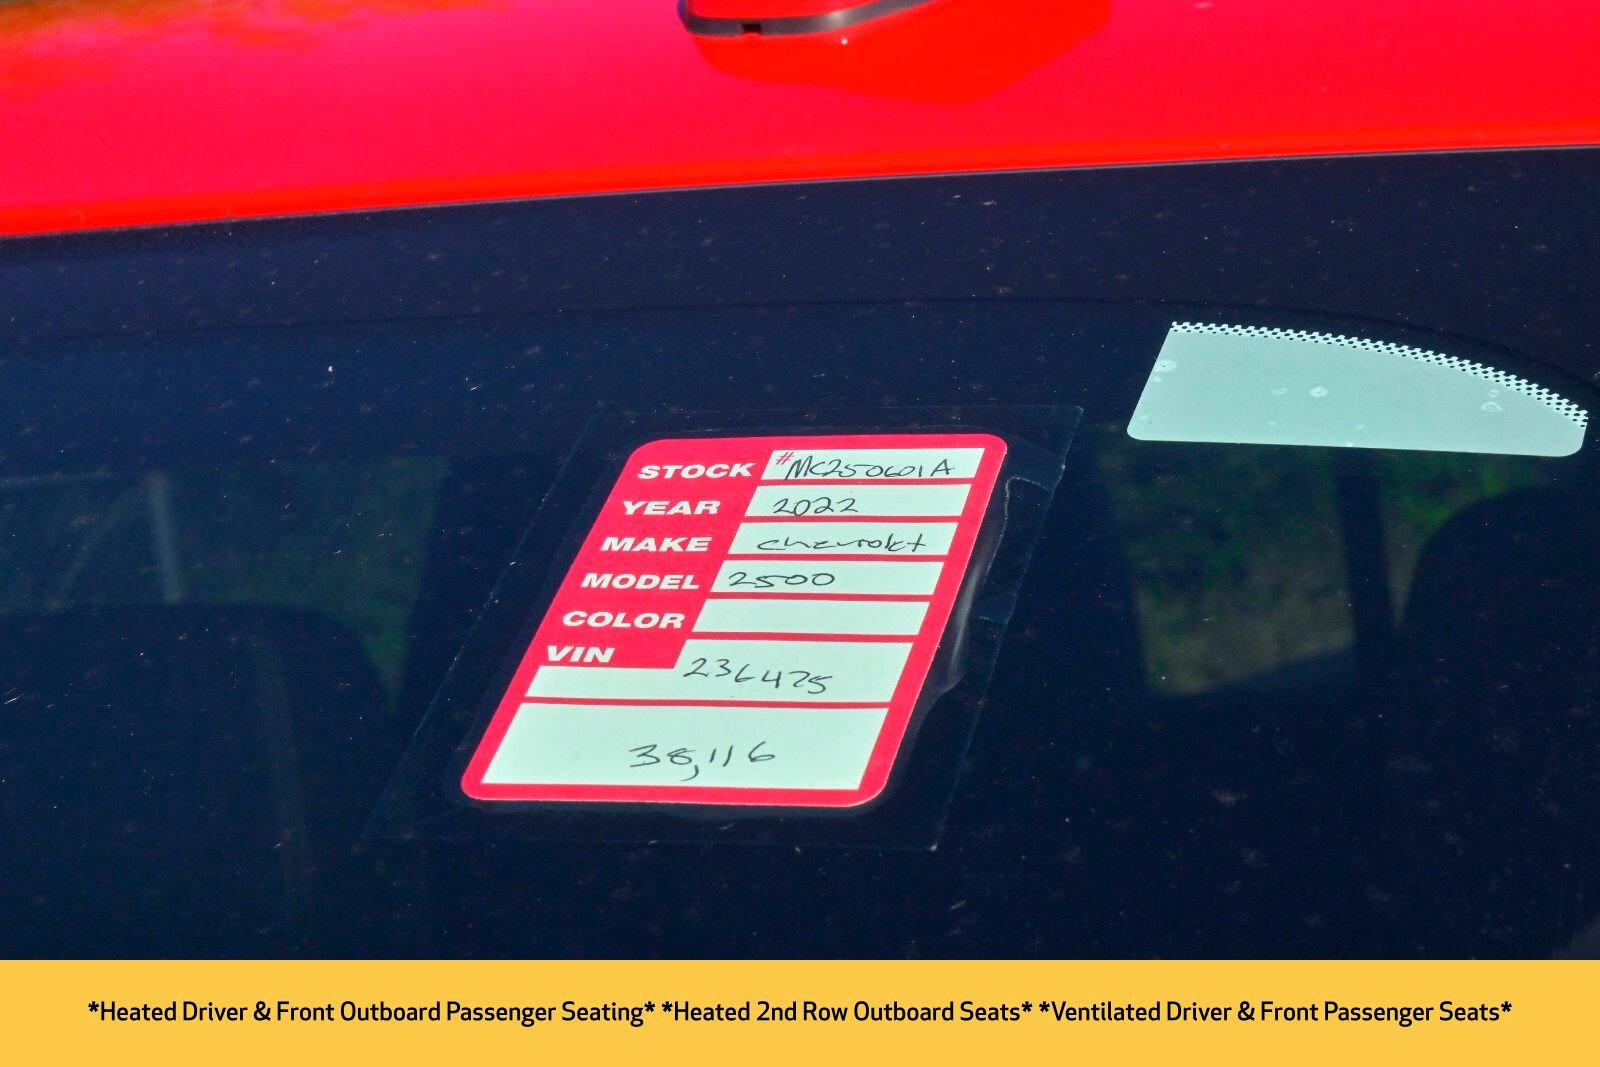 STOCK #MC250601A
YEAR 2022
MAKE chevrolet
MODEL 2500
COLOR
VIN 236475
38,116
*Heated Driver & Front Outboard Passenger Seating* *Heated 2nd Row Outboard Seats* *Ventilated Driver & Front Passenger Seats*